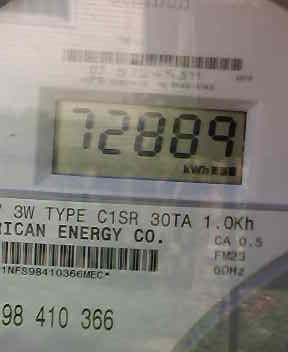 72889
kWh
3W TYPE C1SR 30TA 1.0Kh
RICAN ENERGY CO.
CA 0.5
FM23
60Hz
1NFS98410366MEC*
98 410 366